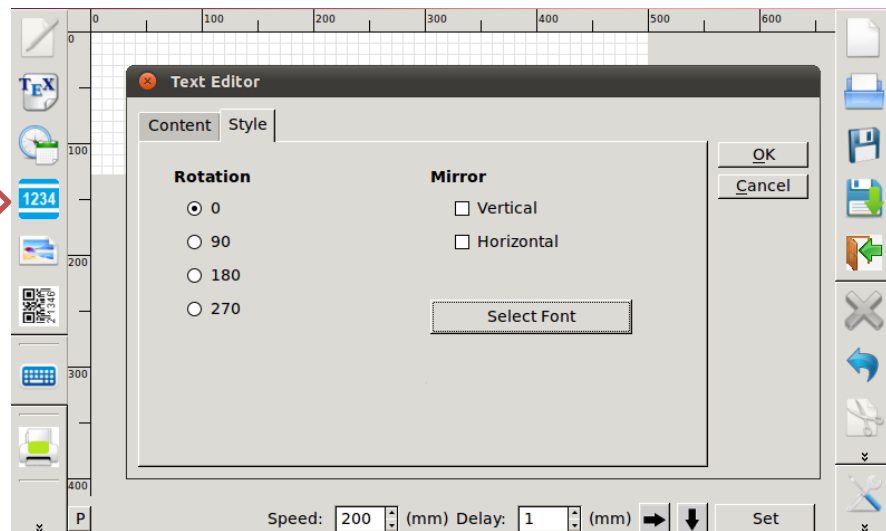 0 100 200 300 400 500 600
0
Text Editor
TEX
Content Style
100
OK
Rotation Mirror
Cancel
1234
0 Vertical
90 Horizontal
200
180
270
Select Font
300
400
P Speed: 200 (mm) Delay: 1 (mm) Set